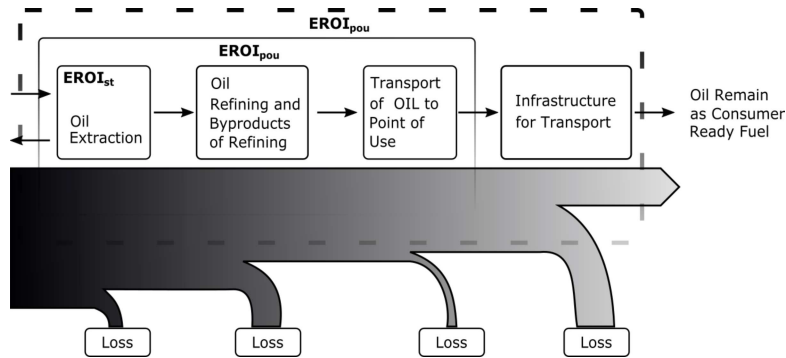 EROIpou
EROIpou
EROIst
Oil
Extraction
Oil
Refining and
Byproducts
of Refining
Transport
of OIL to
Point of
Use
Infrastructure
for Transport
Oil Remain
as Consumer
Ready Fuel
Loss
Loss
Loss
Loss